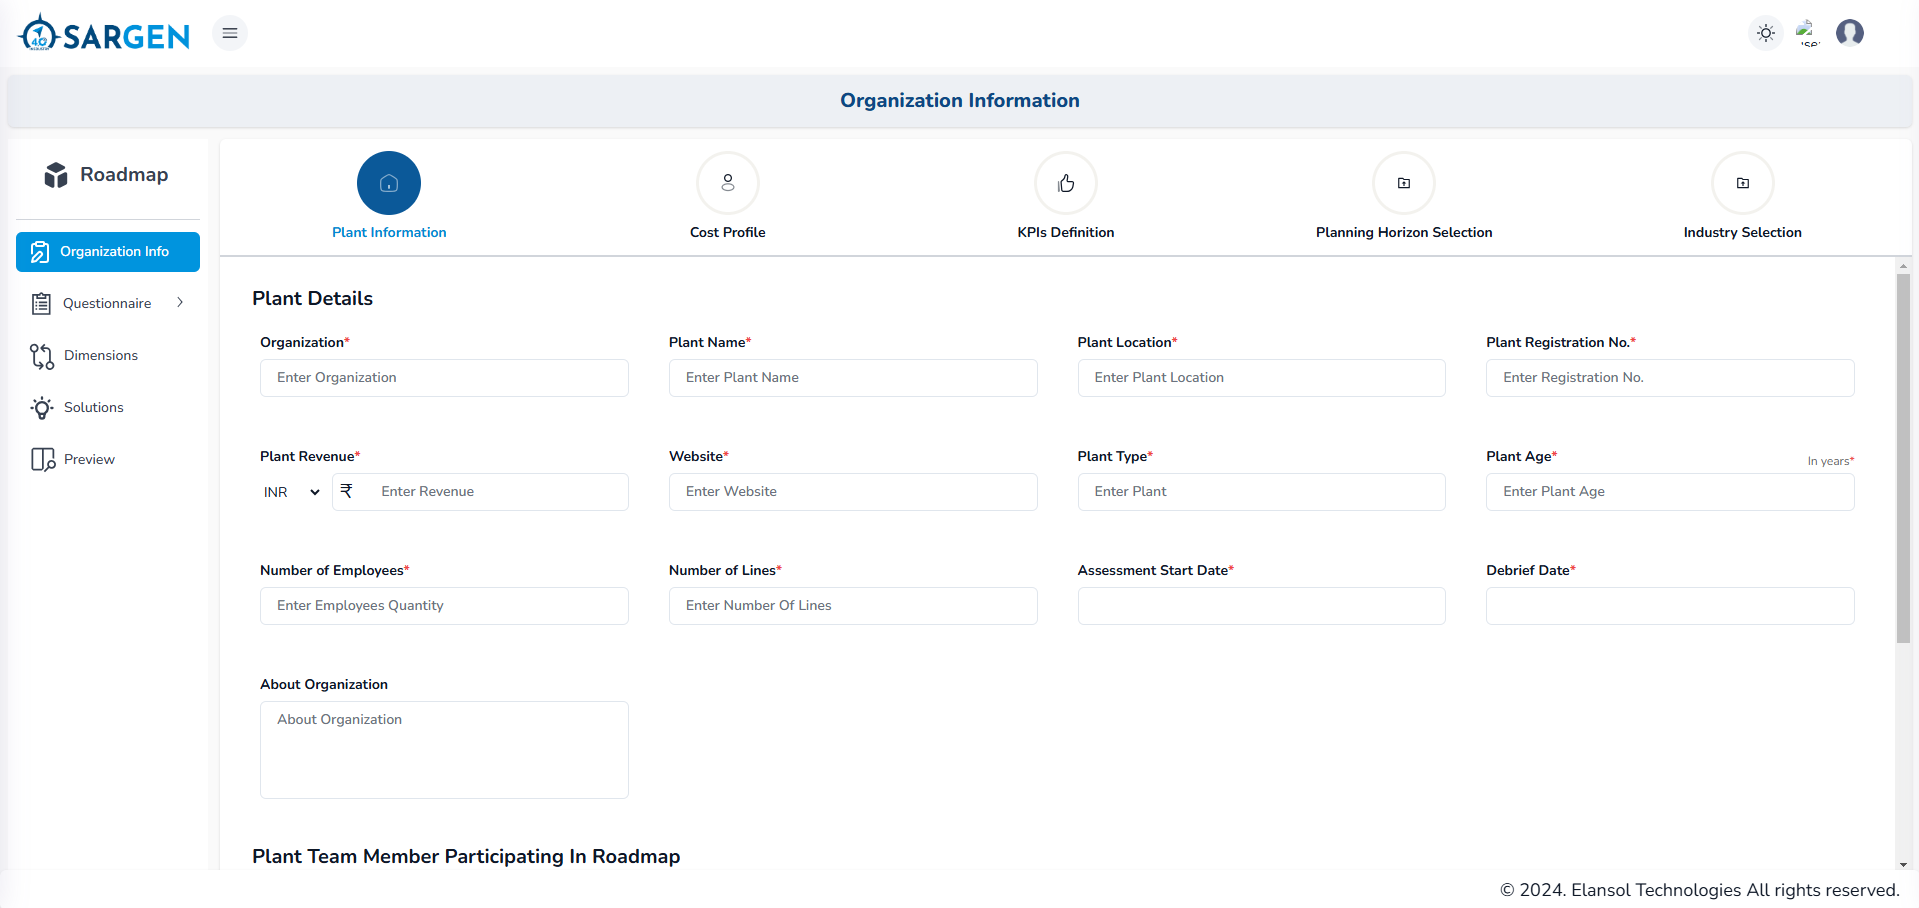 4.0 SARGEN
INDUSTRY
Organization Information
Roadmap
Organization Info
Questionnaire
Dimensions
Solutions
Preview
Plant Information
Cost Profile
KPIs Definition
Planning Horizon Selection
Industry Selection
Plant Details
Organization*
Plant Name*
Plant Location*
Plant Registration No.*
Enter Organization
Enter Plant Name
Enter Plant Location
Enter Registration No.
Plant Revenue*
Website*
Plant Type*
Plant Age*
In years*
INR
₹ Enter Revenue
Enter Website
Enter Plant
Enter Plant Age
Number of Employees*
Number of Lines*
Assessment Start Date*
Debrief Date*
Enter Employees Quantity
Enter Number Of Lines
About Organization
About Organization
Plant Team Member Participating In Roadmap
© 2024. Elansol Technologies All rights reserved.